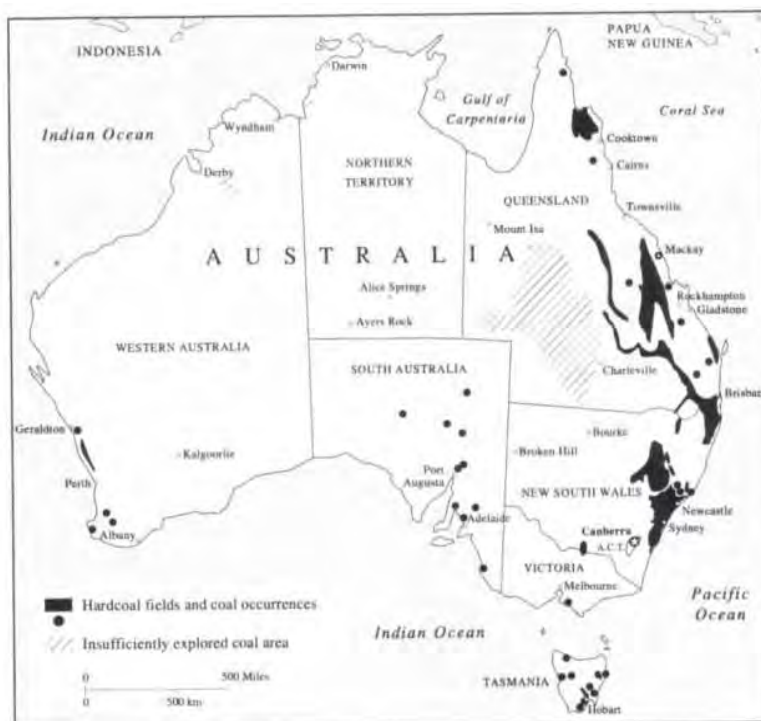 INDONESIA
PAPUA
NEW GUINEA
Darwin
Gulf of
Carpentaria
Coral Sea
Indian Ocean
Wyndham
Cooktown
Derby
NORTHERN
TERRITORY
Cairns
QUEENSLAND
Townsville
Mount Isa
AUSTRALIA
Mackay
Alice Springs
Rockhampton
Gladstone
Ayers Rock
WESTERN AUSTRALIA
SOUTH AUSTRALIA
Charleville
Brisban
Geraldton
Bourke
Kalgoorlie
Broken Hill
Port
Augusta
Perth
NEW SOUTH WALES
Newcastle
Adelaide
Sydney
Albany
Canberra
A.C.T.
VICTORIA
Melbourne
Pacific
Ocean
Hardcoal fields and coal occurrences
Indian Ocean
Insufficiently explored coal area
0 500 Miles
0 500 km
TASMANIA
Hobart